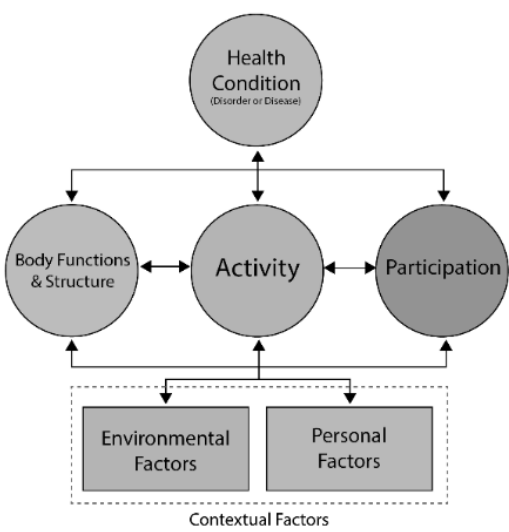 Health
Condition
(Disorder or Disease)
Body Functions
& Structure
Activity
Participation
Environmental
Factors
Personal
Factors
Contextual Factors